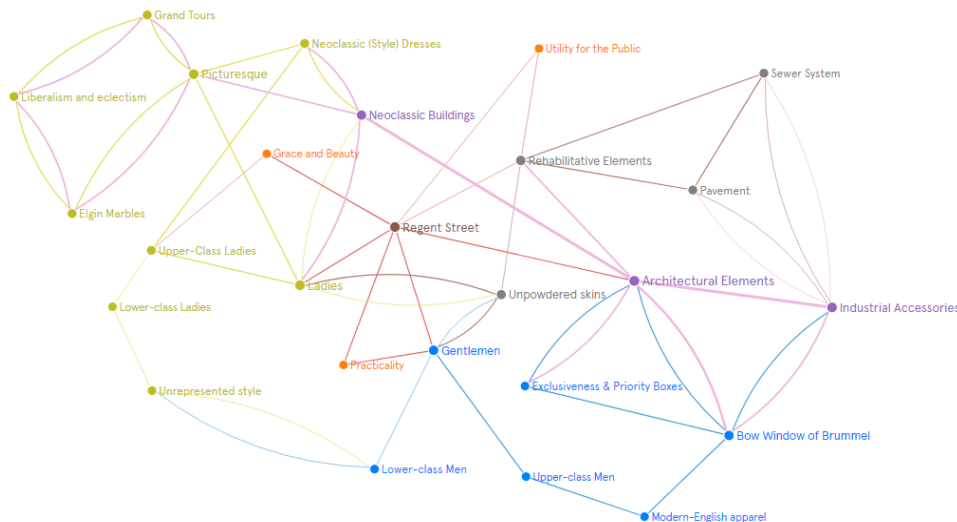 Grand Tours
Neoclassic (Style) Dresses
Utility for the Public
Picturesque
Sewer System
Liberalism and eclectism
Neoclassic Buildings
Grace and Beauty
Rehabilitative Elements
Pavement
Elgin Marbles
Regent Street
Upper-Class Ladies
Ladies
Architectural Elements
Unpowdered skins
Lower-class Ladies
Industrial Accessories
Gentlemen
Practicality
Exclusiveness & Priority Boxes
Unrepresented style
Bow Window of Brummel
Lower-class Men
Upper-class Men
Modern-English apparel